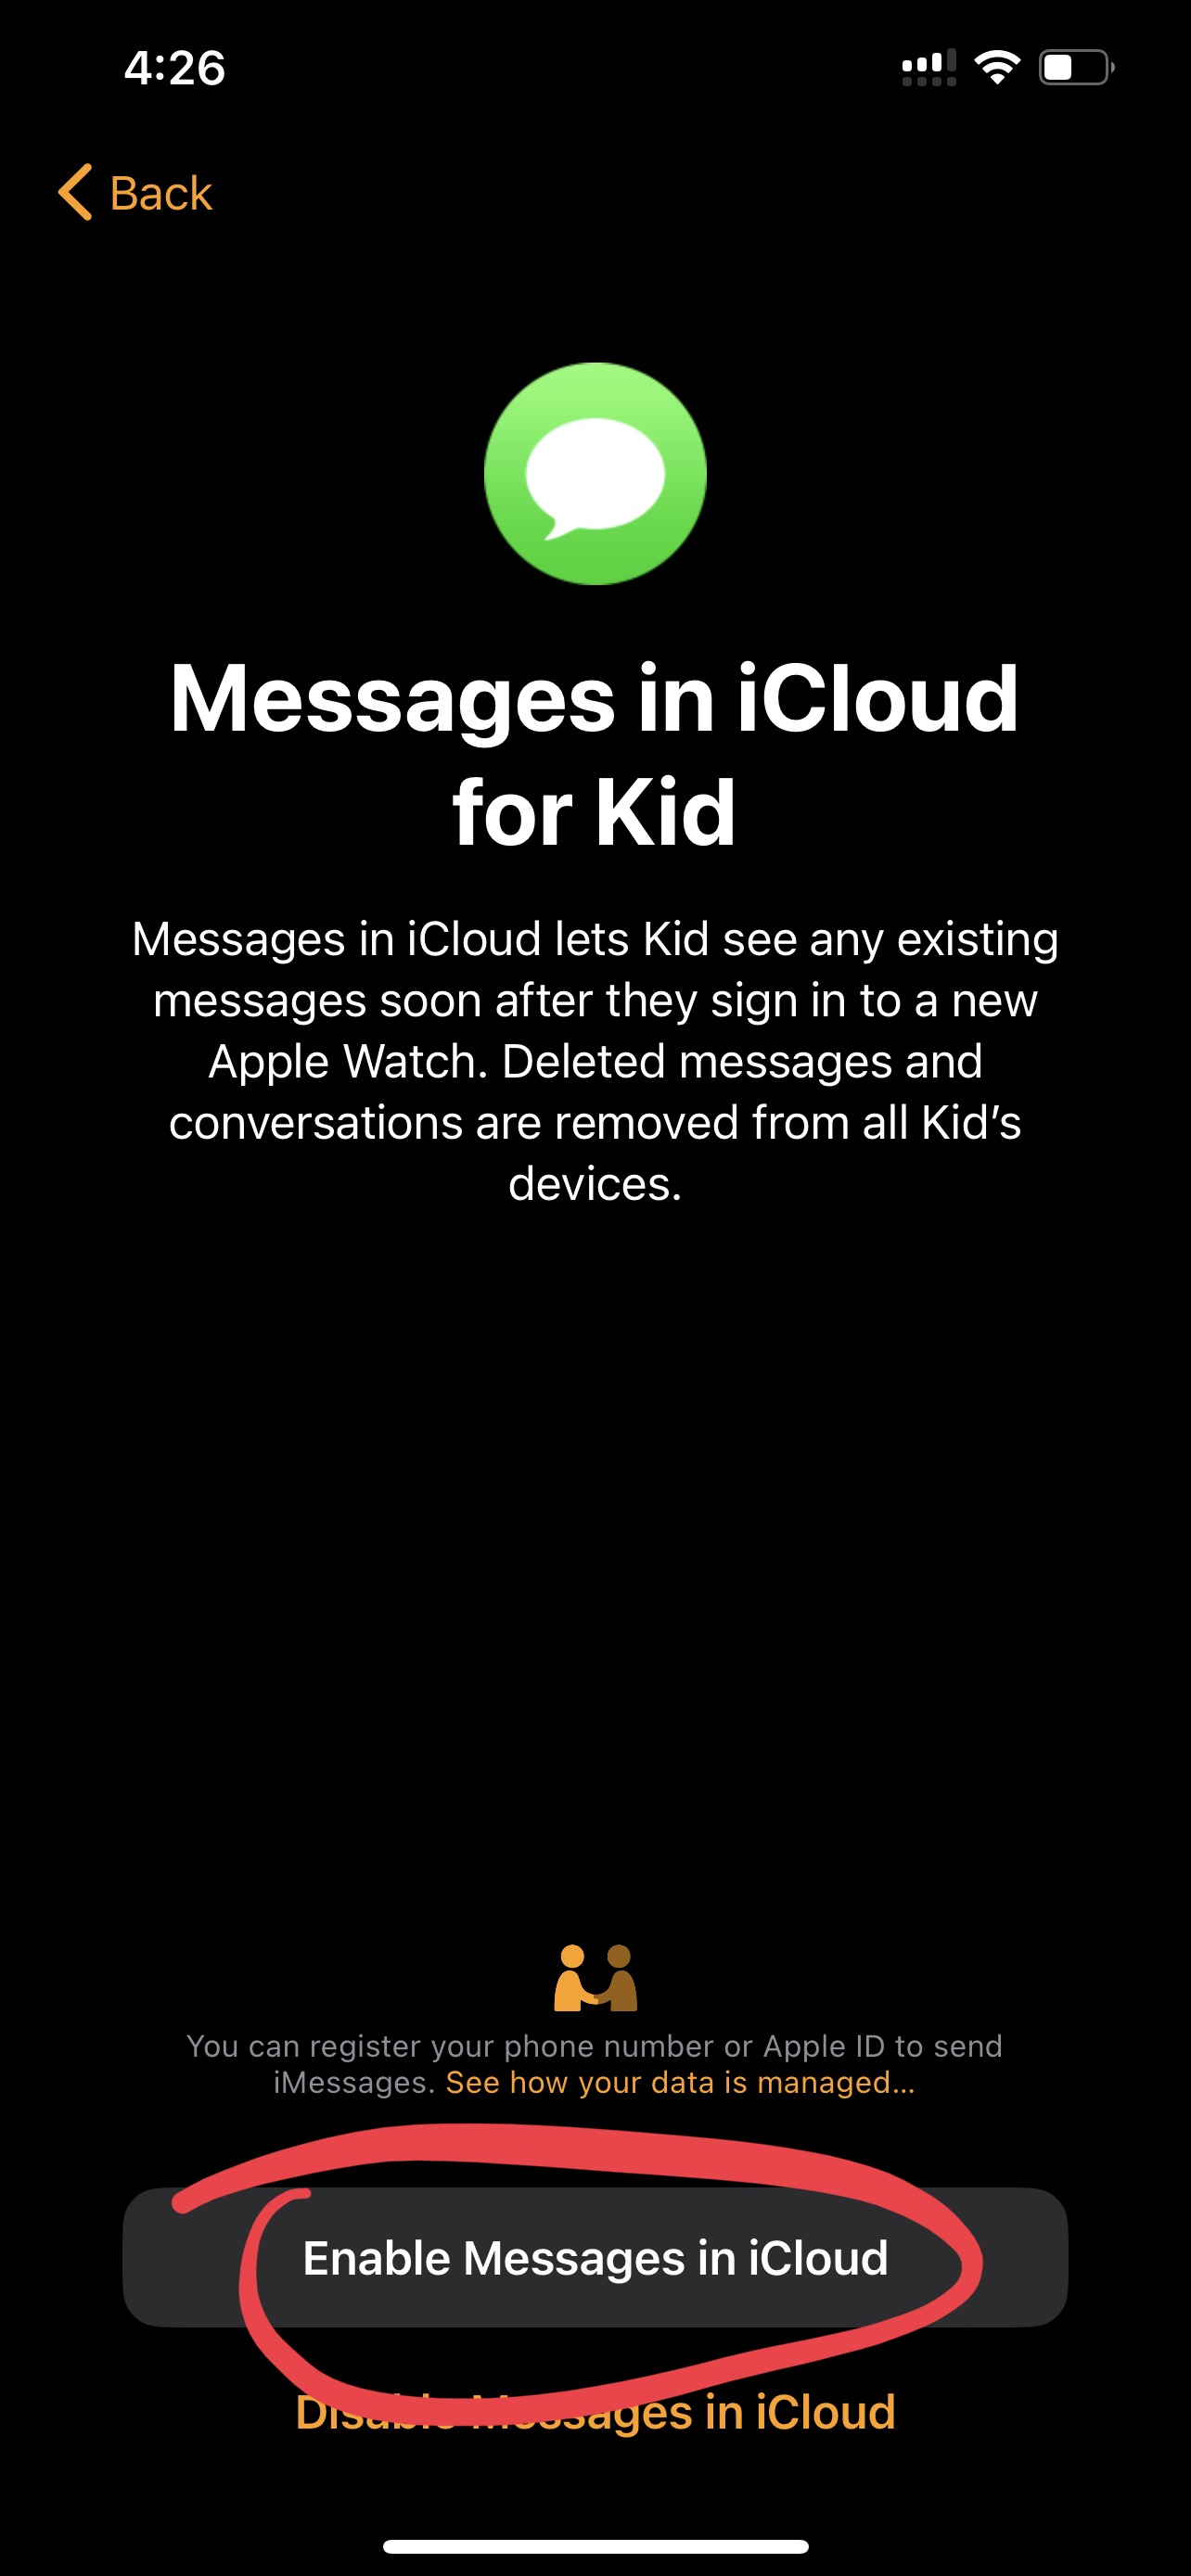 4:26
Back
Messages in iCloud
for Kid
Messages in iCloud lets Kid see any existing
messages soon after they sign in to a new
Apple Watch. Deleted messages and
conversations are removed from all Kid’s
devices.
You can register your phone number or Apple ID to send
iMessages. See how your data is managed...
Enable Messages in iCloud
Disable Messages in iCloud